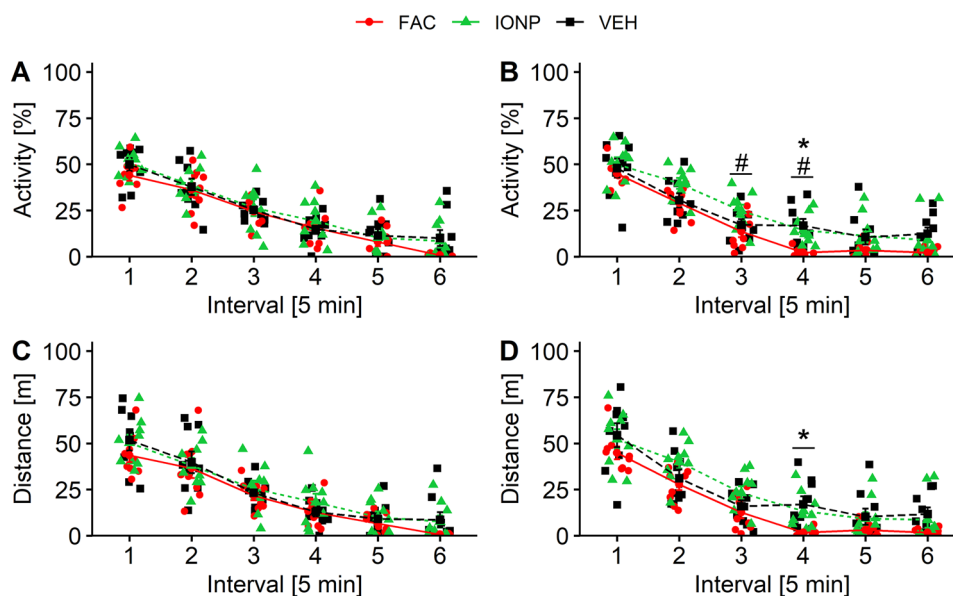 FAC IONP VEH
A
Activity [%]
100
75
50
25
0
1 2 3 4 5 6
Interval [5 min]
B
Activity [%]
100
75
50
25
0
#
*
#
1 2 3 4 5 6
Interval [5 min]
C
Distance [m]
100
75
50
25
0
1 2 3 4 5 6
Interval [5 min]
D
Distance [m]
100
75
50
25
0
*
1 2 3 4 5 6
Interval [5 min]